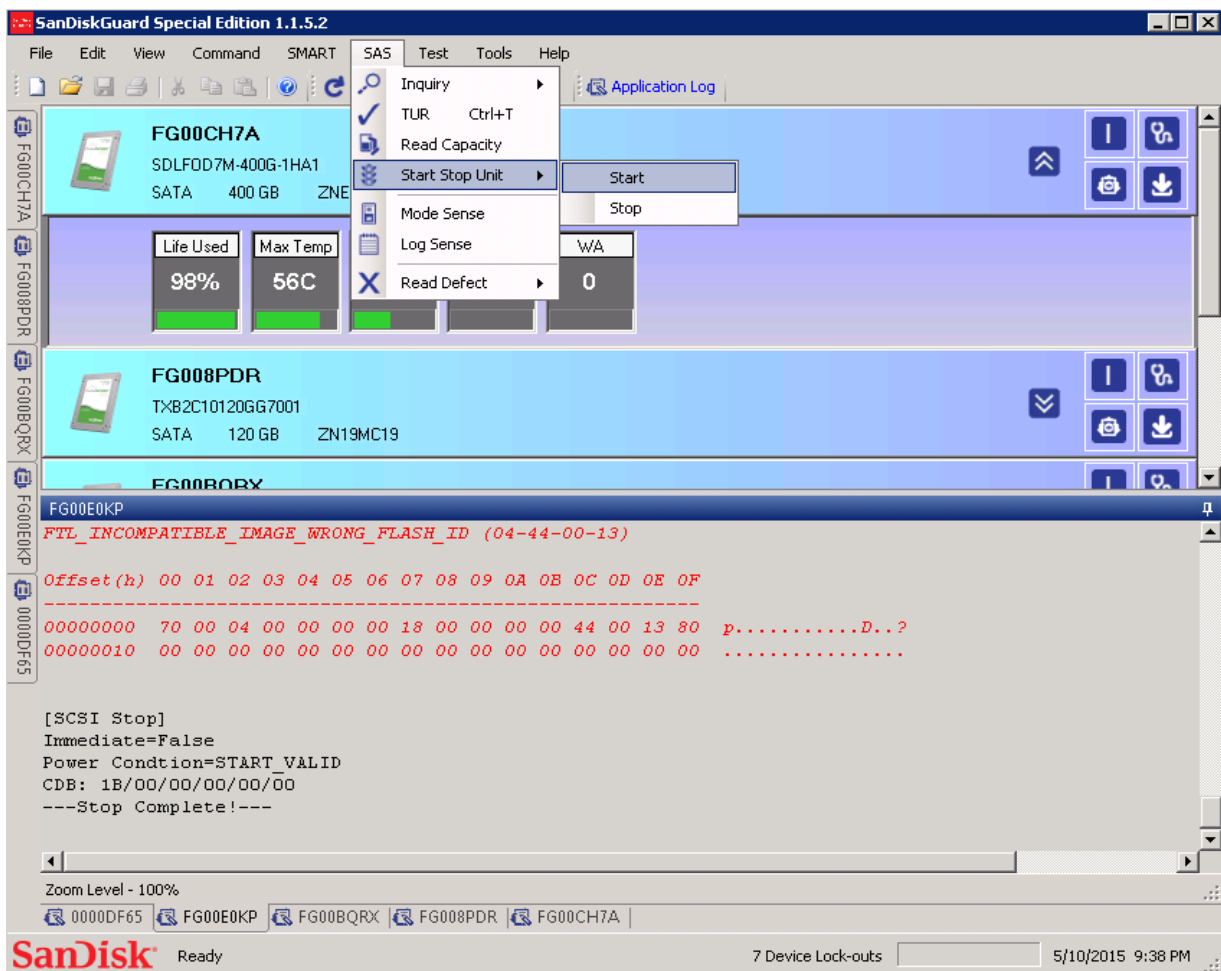 SanDiskGuard Special Edition 1.1.5.2
File Edit View Command SMART SAS Test Tools Help
Application Log
Inquiry
TUR Ctrl+T
Read Capacity
Start Stop Unit
Start
Stop
Mode Sense
Log Sense
Read Defect
FG00CH7A
FG008PDR
FG00BQRX
FG00E0KP
0000DF65
FG00CH7A
SDLFOD7M-400G-1HA1
SATA 400 GB ZNE
Life Used Max Temp WA
98% 56C 0
FG008PDR
TXB2C10120GG7001
SATA 120 GB ZN19MC19
FG00BQRX
FG00E0KP
FTL_INCOMPATIBLE_IMAGE_WRONG_FLASH_ID (04-44-00-13)
Offset(h) 00 01 02 03 04 05 06 07 08 09 0A 0B 0C 0D 0E 0F
------------------------------------------------------------
00000000 70 00 04 00 00 00 00 18 00 00 00 00 44 00 13 80 p...........D..?
00000010 00 00 00 00 00 00 00 00 00 00 00 00 00 00 00 00 ................
[SCSI Stop]
Immediate=False
Power Condtion=START_VALID
CDB: 1B/00/00/00/00/00
---Stop Complete!---
Zoom Level - 100%
0000DF65 FG00E0KP FG00BQRX FG008PDR FG00CH7A
SanDisk Ready 7 Device Lock-outs 5/10/2015 9:38 PM